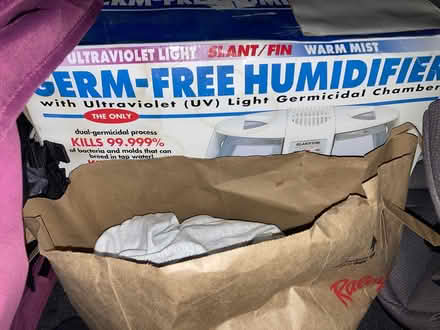 ULTRAVIOLET LIGHT SLANT/FIN WARM MIST
GERM-FREE HUMIDIFIER
with Ultraviolet (UV) Light Germicidal Chamber
THE ONLY
dual-germicidal process
KILLS 99.999%
of bacteria and molds that can
breed in tap water!
SLANT/FIN